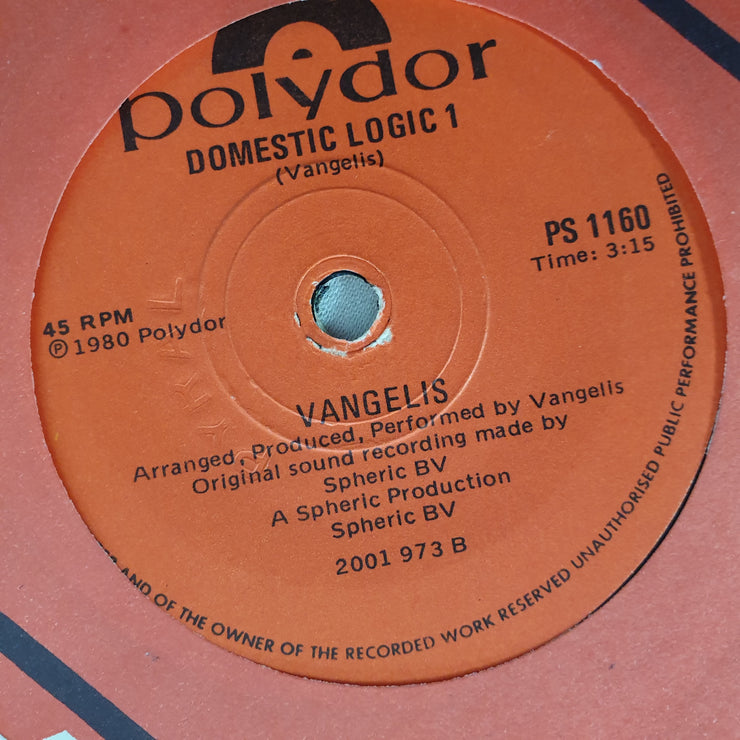 polydor
DOMESTIC LOGIC 1
(Vangelis)
PS 1160
Time: 3:15
45 RPM
Ⓟ 1980 Polydor
VANGELIS
Arranged, Produced, Performed by Vangelis
Original sound recording made by
Spheric BV
A Spheric Production
Spheric BV
2001 973 B
AND OF THE OWNER OF THE RECORDED WORK RESERVED UNAUTHORISED PUBLIC PERFORMANCE PROHIBITED